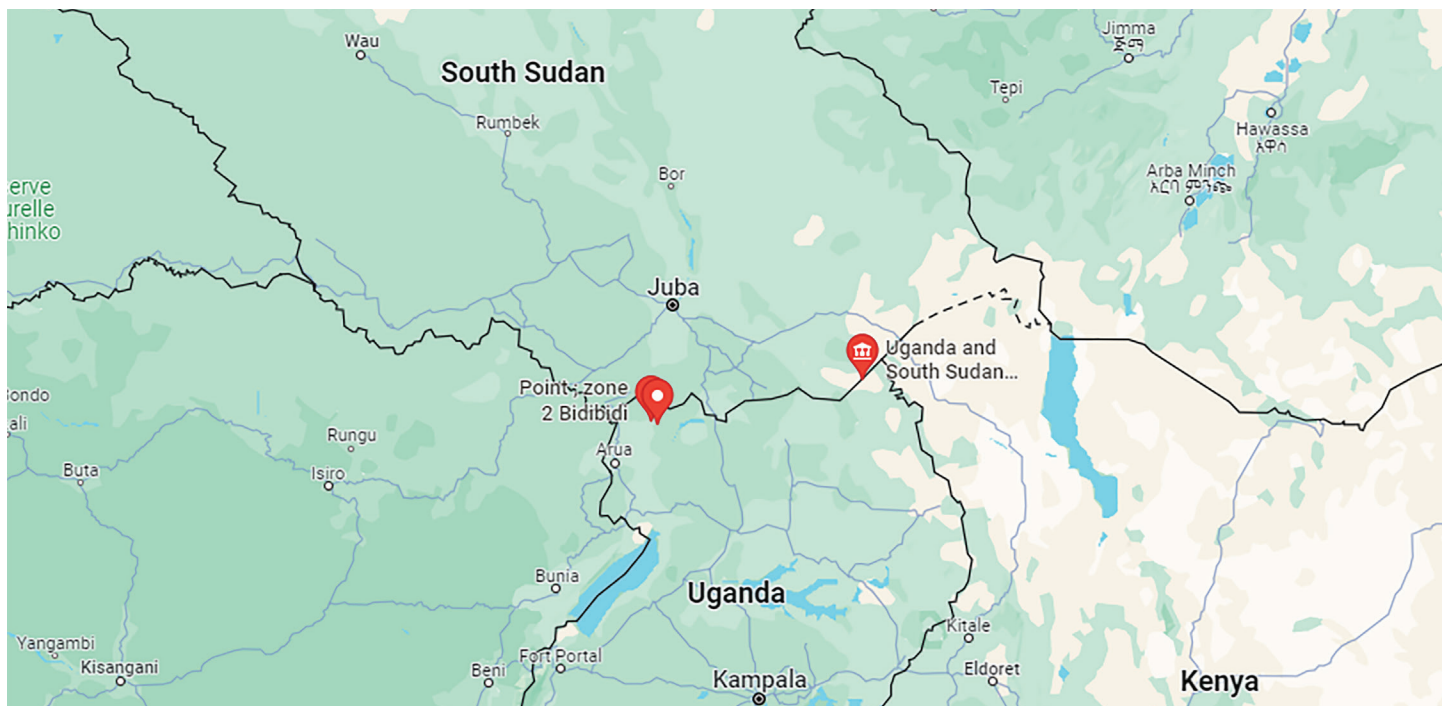 Wau
South Sudan
Jimma
ጅማ
Tepi
Rumbek
Hawassa
አዋሳ
Bor
Arba Minch
አርባ ምንጭ
erve
urelle
hinko
Juba
Uganda and
South Sudan...
Point , zone
2 Bidibidi
Bondo
ali
Rungu
Arua
Buta
Isiro
Bunia
Uganda
Yangambi
Kitale
Kisangani
Beni
Fort Portal
Eldoret
Kampala
Kenya